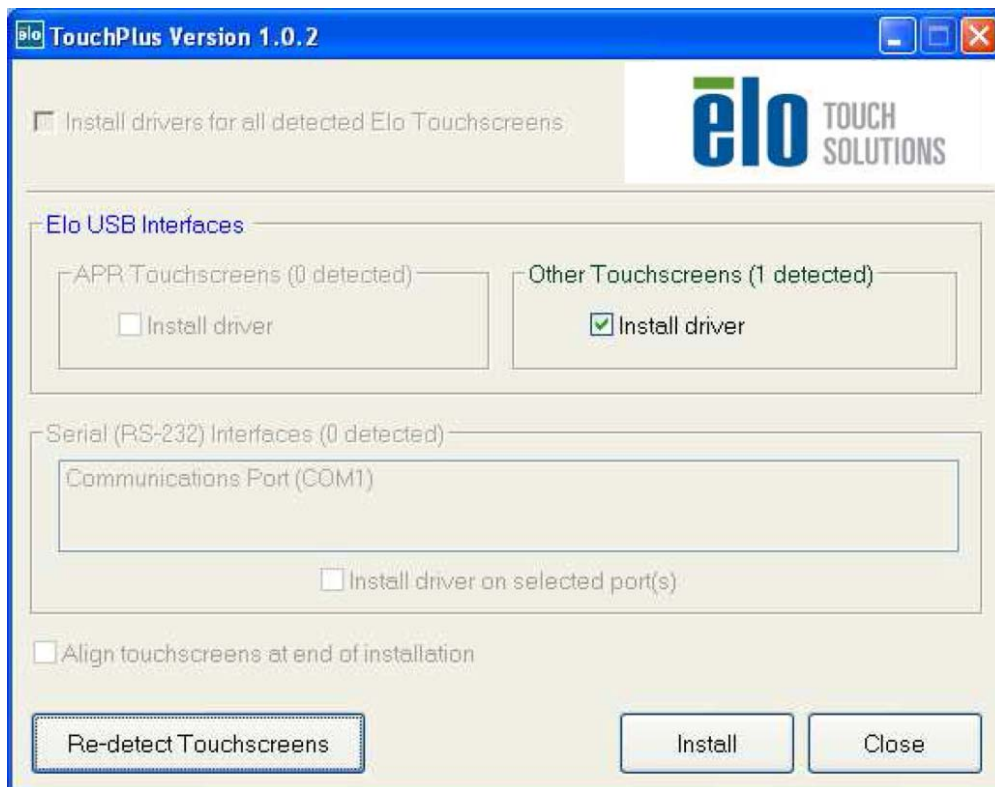 elo TouchPlus Version 1.0.2
Install drivers for all detected Elo Touchscreens
elo TOUCH
SOLUTIONS
Elo USB Interfaces
APR Touchscreens (0 detected)
Install driver
Other Touchscreens (1 detected)
Install driver
Serial (RS-232) Interfaces (0 detected)
Communications Port (COM1)
Install driver on selected port(s)
Align touchscreens at end of installation
Re-detect Touchscreens
Install
Close